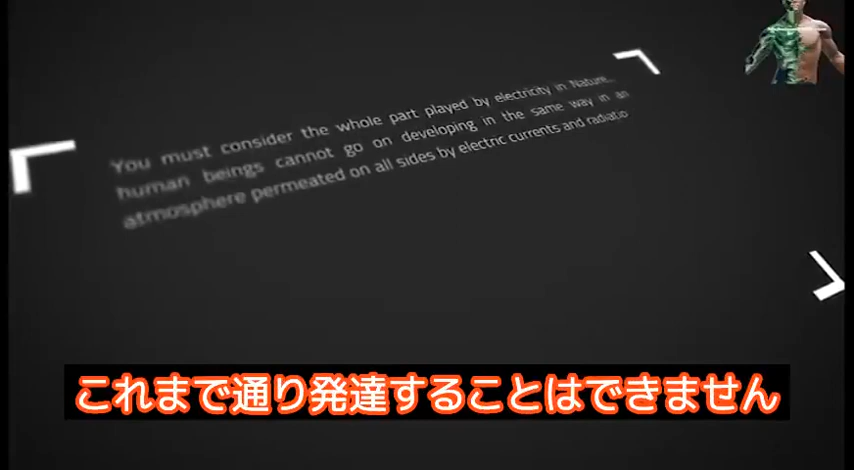 You must consider the whole part played by electricity in Nature...
human beings cannot go on developing in the same way in an
atmosphere permeated on all sides by electric currents and radiatio
これまで通り発達することはできません